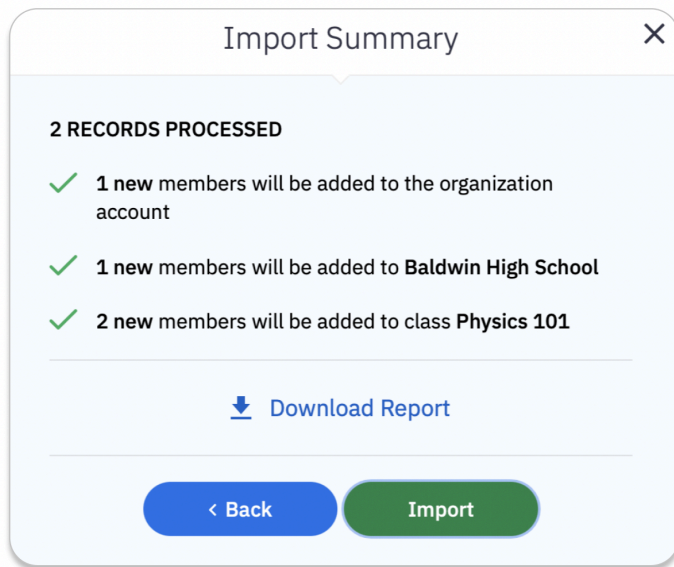 Import Summary
2 RECORDS PROCESSED
1 new members will be added to the organization
account
1 new members will be added to Baldwin High School
2 new members will be added to class Physics 101
Download Report
< Back
Import